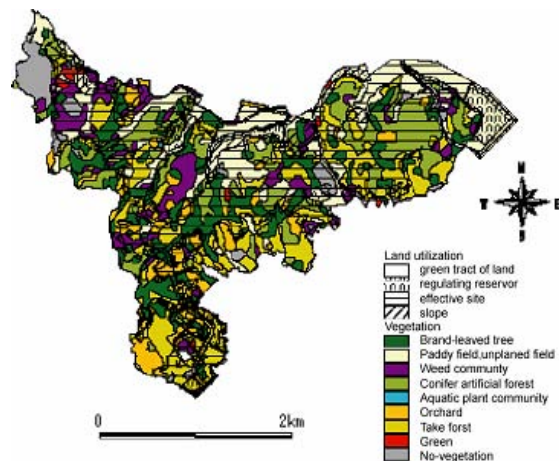 N
S
Land utilization
green tract of land
regulating reservor
effective site
slope
Vegetation
Brand-leaved tree
Paddy field,unplaned field
Weed communty
Conifer artificial forest
Aquatic plant community
Orchard
Take forst
Green
No-vegetation
0 2km